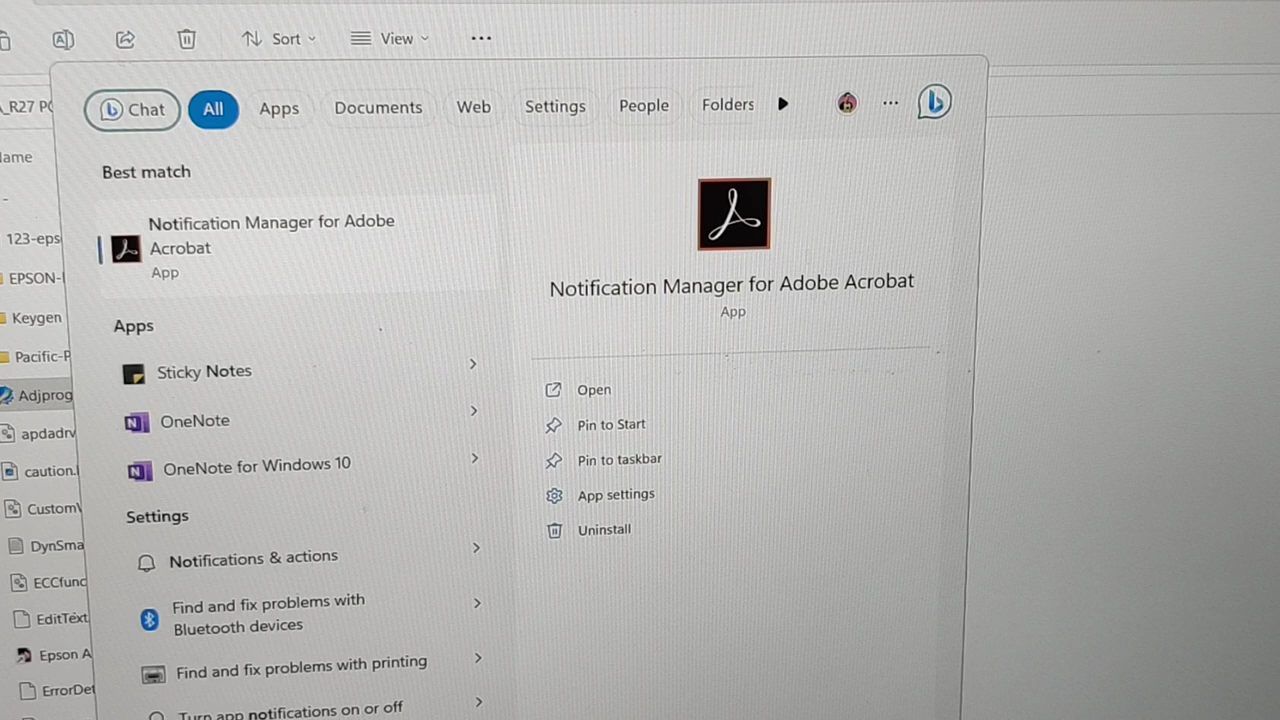 Sort
View
_R27 PC
Chat
All
Apps
Documents
Web
Settings
People
Folders
ame
Best match
-
Notification Manager for Adobe
Acrobat
App
Notification Manager for Adobe Acrobat
App
123-eps
EPSON-
Keygen
Pacific-P
Adjprog
apdadrv
caution.
Custom
DynSma
ECCfunc
EditText
Epson A
ErrorDet
Apps
Sticky Notes
OneNote
OneNote for Windows 10
Settings
Notifications & actions
Find and fix problems with
Bluetooth devices
Find and fix problems with printing
Turn app notifications on or off
Open
Pin to Start
Pin to taskbar
App settings
Uninstall